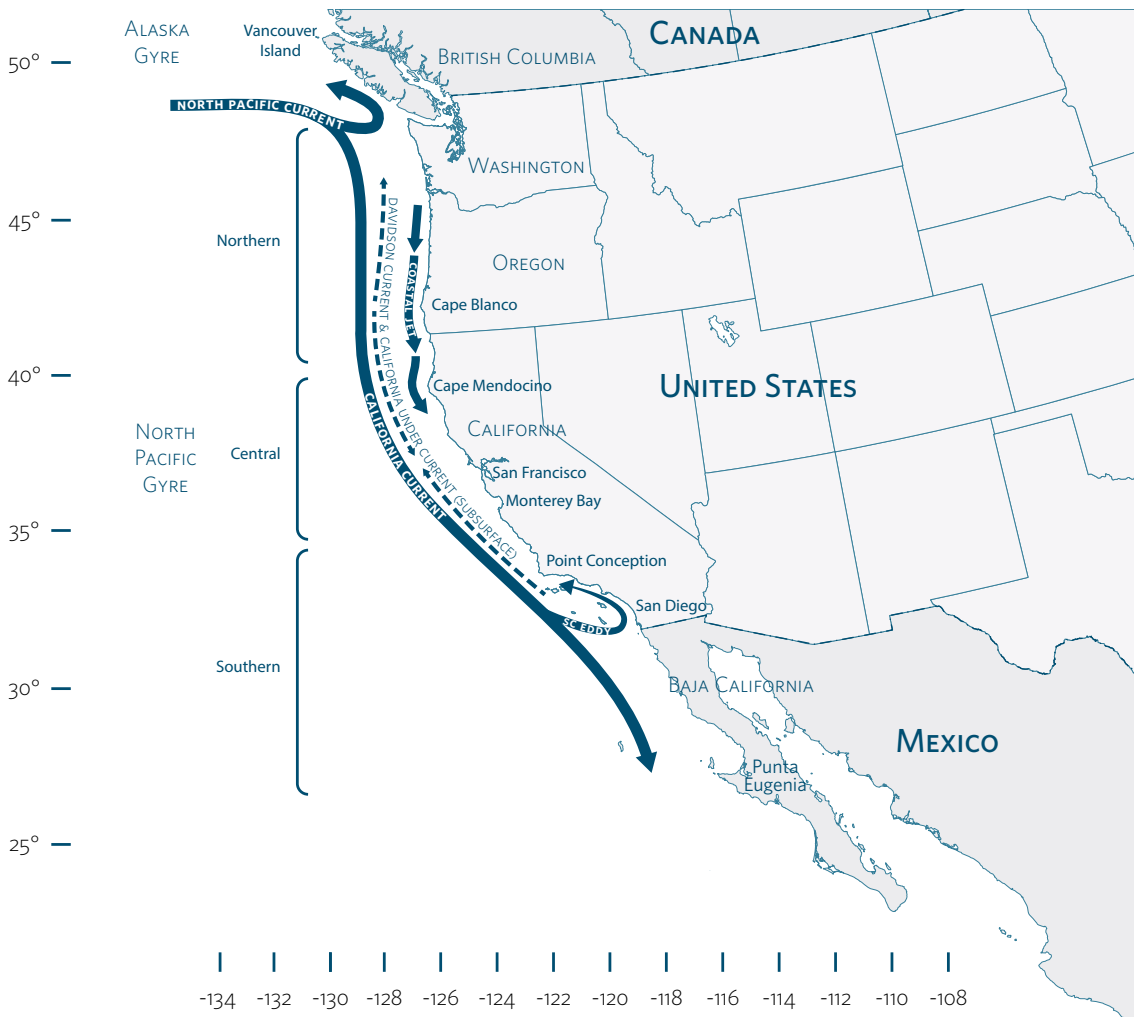 ALASKA
GYRE
Vancouver
Island
CANADA
BRITISH COLUMBIA
50°
NORTH PACIFIC CURRENT
WASHINGTON
45°
Northern
DAVIDSON CURRENT & CALIFORNIA UNDER CURRENT (SUBSURFACE)
COASTAL JET
OREGON
Cape Blanco
40°
Cape Mendocino
UNITED STATES
CALIFORNIA CURRENT
CALIFORNIA
NORTH
PACIFIC
GYRE
Central
San Francisco
Monterey Bay
35°
Point Conception
San Diego
SC EDDY
Southern
30°
BAJA CALIFORNIA
MEXICO
Punta
Eugenia
25°
-134 -132 -130 -128 -126 -124 -122 -120 -118 -116 -114 -112 -110 -108